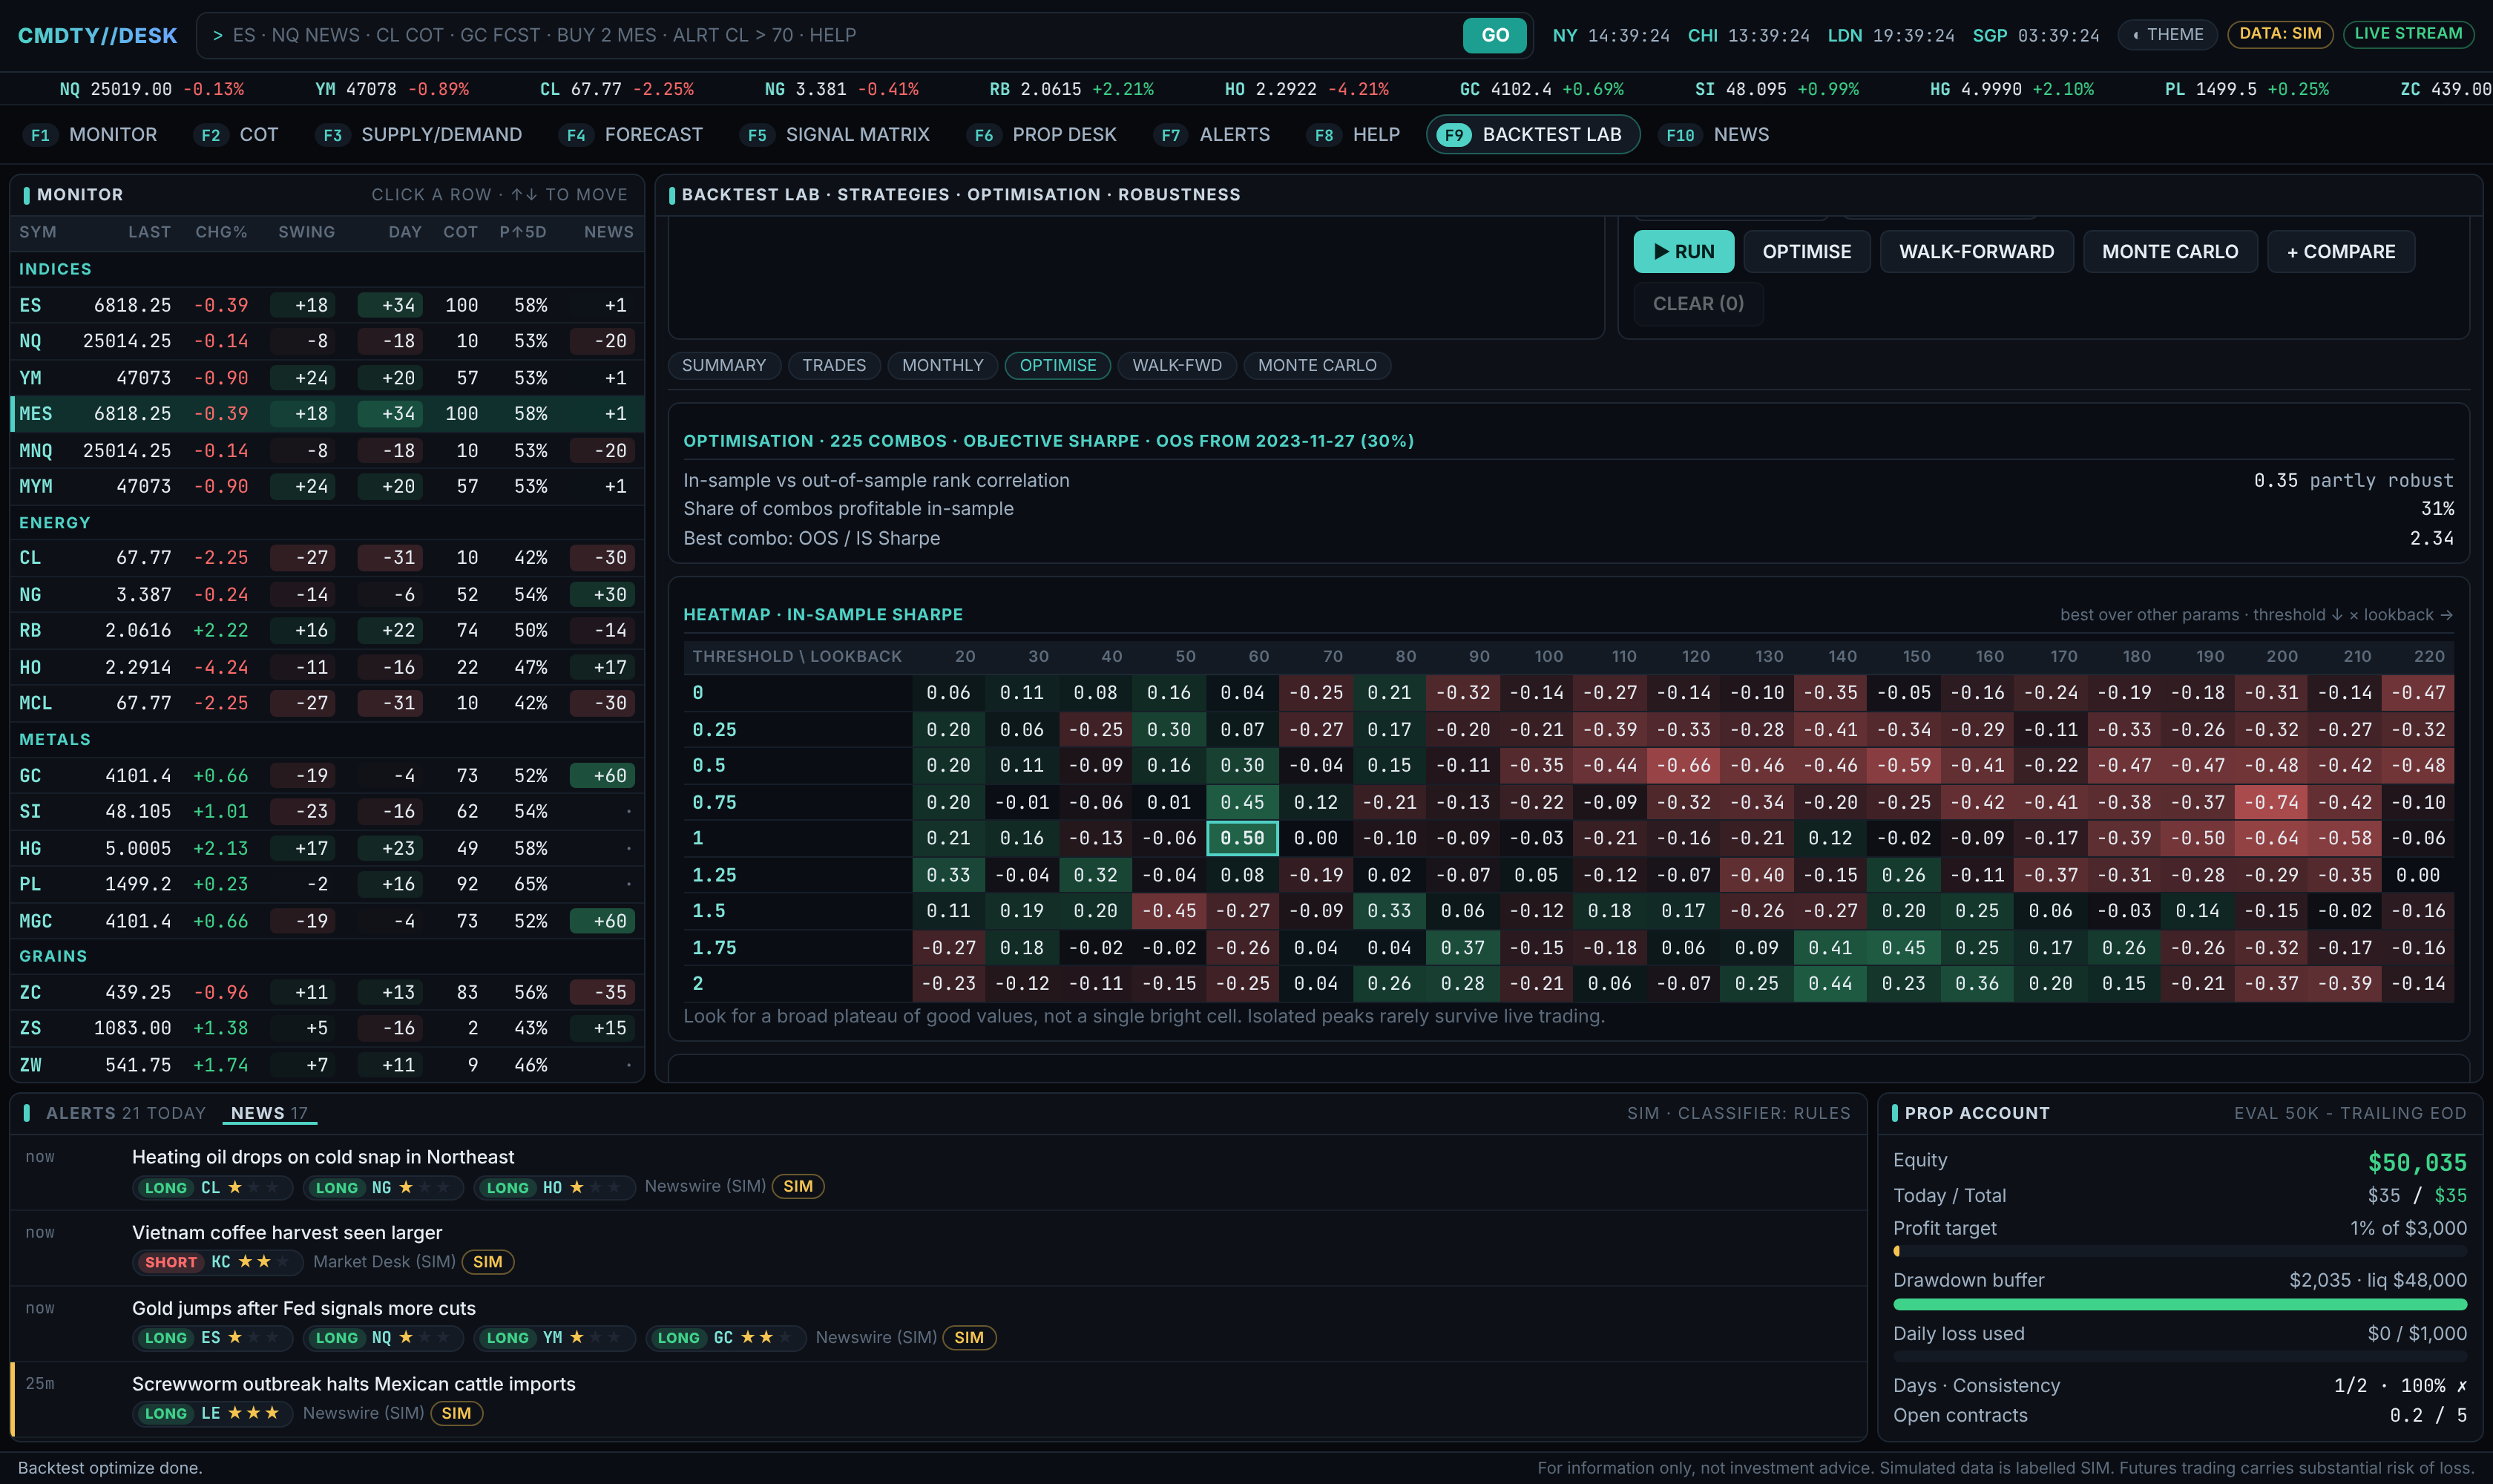 CMDTY//DESK > ES · NQ NEWS · CL COT · GC FCST · BUY 2 MES · ALRT CL > 70 · HELP GO NY 14:39:24 CHI 13:39:24 LDN 19:39:24 SGP 03:39:24 THEME DATA: SIM LIVE STREAM
NQ 25019.00 -0.13% YM 47078 -0.89% CL 67.77 -2.25% NG 3.381 -0.41% RB 2.0615 +2.21% HO 2.2922 -4.21% GC 4102.4 +0.69% SI 48.095 +0.99% HG 4.9990 +2.10% PL 1499.5 +0.25% ZC 439.00
F1 MONITOR F2 COT F3 SUPPLY/DEMAND F4 FORECAST F5 SIGNAL MATRIX F6 PROP DESK F7 ALERTS F8 HELP F9 BACKTEST LAB F10 NEWS
MONITOR CLICK A ROW · ↑↓ TO MOVE
SYM LAST CHG% SWING DAY COT P↑5D NEWS
INDICES
ES 6818.25 -0.39 +18 +34 100 58% +1
NQ 25014.25 -0.14 -8 -18 10 53% -20
YM 47073 -0.90 +24 +20 57 53% +1
MES 6818.25 -0.39 +18 +34 100 58% +1
MNQ 25014.25 -0.14 -8 -18 10 53% -20
MYM 47073 -0.90 +24 +20 57 53% +1
ENERGY
CL 67.77 -2.25 -27 -31 10 42% -30
NG 3.387 -0.24 -14 -6 52 54% +30
RB 2.0616 +2.22 +16 +22 74 50% -14
HO 2.2914 -4.24 -11 -16 22 47% +17
MCL 67.77 -2.25 -27 -31 10 42% -30
METALS
GC 4101.4 +0.66 -19 -4 73 52% +60
SI 48.105 +1.01 -23 -16 62 54% ·
HG 5.0005 +2.13 +17 +23 49 58% ·
PL 1499.2 +0.23 -2 +16 92 65% ·
MGC 4101.4 +0.66 -19 -4 73 52% +60
GRAINS
ZC 439.25 -0.96 +11 +13 83 56% -35
ZS 1083.00 +1.38 +5 -16 2 43% +15
ZW 541.75 +1.74 +7 +11 9 46% ·
BACKTEST LAB · STRATEGIES · OPTIMISATION · ROBUSTNESS
▶ RUN OPTIMISE WALK-FORWARD MONTE CARLO + COMPARE
CLEAR (0)
SUMMARY TRADES MONTHLY OPTIMISE WALK-FWD MONTE CARLO
OPTIMISATION · 225 COMBOS · OBJECTIVE SHARPE · OOS FROM 2023-11-27 (30%)
In-sample vs out-of-sample rank correlation 0.35 partly robust
Share of combos profitable in-sample 31%
Best combo: OOS / IS Sharpe 2.34
HEATMAP · IN-SAMPLE SHARPE best over other params · threshold ↓ × lookback →
THRESHOLD \ LOOKBACK 20 30 40 50 60 70 80 90 100 110 120 130 140 150 160 170 180 190 200 210 220
0 0.06 0.11 0.08 0.16 0.04 -0.25 0.21 -0.32 -0.14 -0.27 -0.14 -0.10 -0.35 -0.05 -0.16 -0.24 -0.19 -0.18 -0.31 -0.14 -0.47
0.25 0.20 0.06 -0.25 0.30 0.07 -0.27 0.17 -0.20 -0.21 -0.39 -0.33 -0.28 -0.41 -0.34 -0.29 -0.11 -0.33 -0.26 -0.32 -0.27 -0.32
0.5 0.20 0.11 -0.09 0.16 0.30 -0.04 0.15 -0.11 -0.35 -0.44 -0.66 -0.46 -0.46 -0.59 -0.41 -0.22 -0.47 -0.47 -0.48 -0.42 -0.48
0.75 0.20 -0.01 -0.06 0.01 0.45 0.12 -0.21 -0.13 -0.22 -0.09 -0.32 -0.34 -0.20 -0.25 -0.42 -0.41 -0.38 -0.37 -0.74 -0.42 -0.10
1 0.21 0.16 -0.13 -0.06 0.50 0.00 -0.10 -0.09 -0.03 -0.21 -0.16 -0.21 0.12 -0.02 -0.09 -0.17 -0.39 -0.50 -0.64 -0.58 -0.06
1.25 0.33 -0.04 0.32 -0.04 0.08 -0.19 0.02 -0.07 0.05 -0.12 -0.07 -0.40 -0.15 0.26 -0.11 -0.37 -0.31 -0.28 -0.29 -0.35 0.00
1.5 0.11 0.19 0.20 -0.45 -0.27 -0.09 0.33 0.06 -0.12 0.18 0.17 -0.26 -0.27 0.20 0.25 0.06 -0.03 0.14 -0.15 -0.02 -0.16
1.75 -0.27 0.18 -0.02 -0.02 -0.26 0.04 0.04 0.37 -0.15 -0.18 0.06 0.09 0.41 0.45 0.25 0.17 0.26 -0.26 -0.32 -0.17 -0.16
2 -0.23 -0.12 -0.11 -0.15 -0.25 0.04 0.26 0.28 -0.21 0.06 -0.07 0.25 0.44 0.23 0.36 0.20 0.15 -0.21 -0.37 -0.39 -0.14
Look for a broad plateau of good values, not a single bright cell. Isolated peaks rarely survive live trading.
ALERTS 21 TODAY NEWS 17 SIM · CLASSIFIER: RULES
now Heating oil drops on cold snap in Northeast
LONG CL ★★★ LONG NG ★★★ LONG HO ★★★ Newswire (SIM) SIM
now Vietnam coffee harvest seen larger
SHORT KC ★★★ Market Desk (SIM) SIM
now Gold jumps after Fed signals more cuts
LONG ES ★★★ LONG NQ ★★★ LONG YM ★★★ LONG GC ★★★ Newswire (SIM) SIM
25m Screwworm outbreak halts Mexican cattle imports
LONG LE ★★★ Newswire (SIM) SIM
PROP ACCOUNT EVAL 50K - TRAILING EOD
Equity $50,035
Today / Total $35 / $35
Profit target 1% of $3,000
Drawdown buffer $2,035 · liq $48,000
Daily loss used $0 / $1,000
Days · Consistency 1/2 · 100% ✗
Open contracts 0.2 / 5
Backtest optimize done. For information only, not investment advice. Simulated data is labelled SIM. Futures trading carries substantial risk of loss.